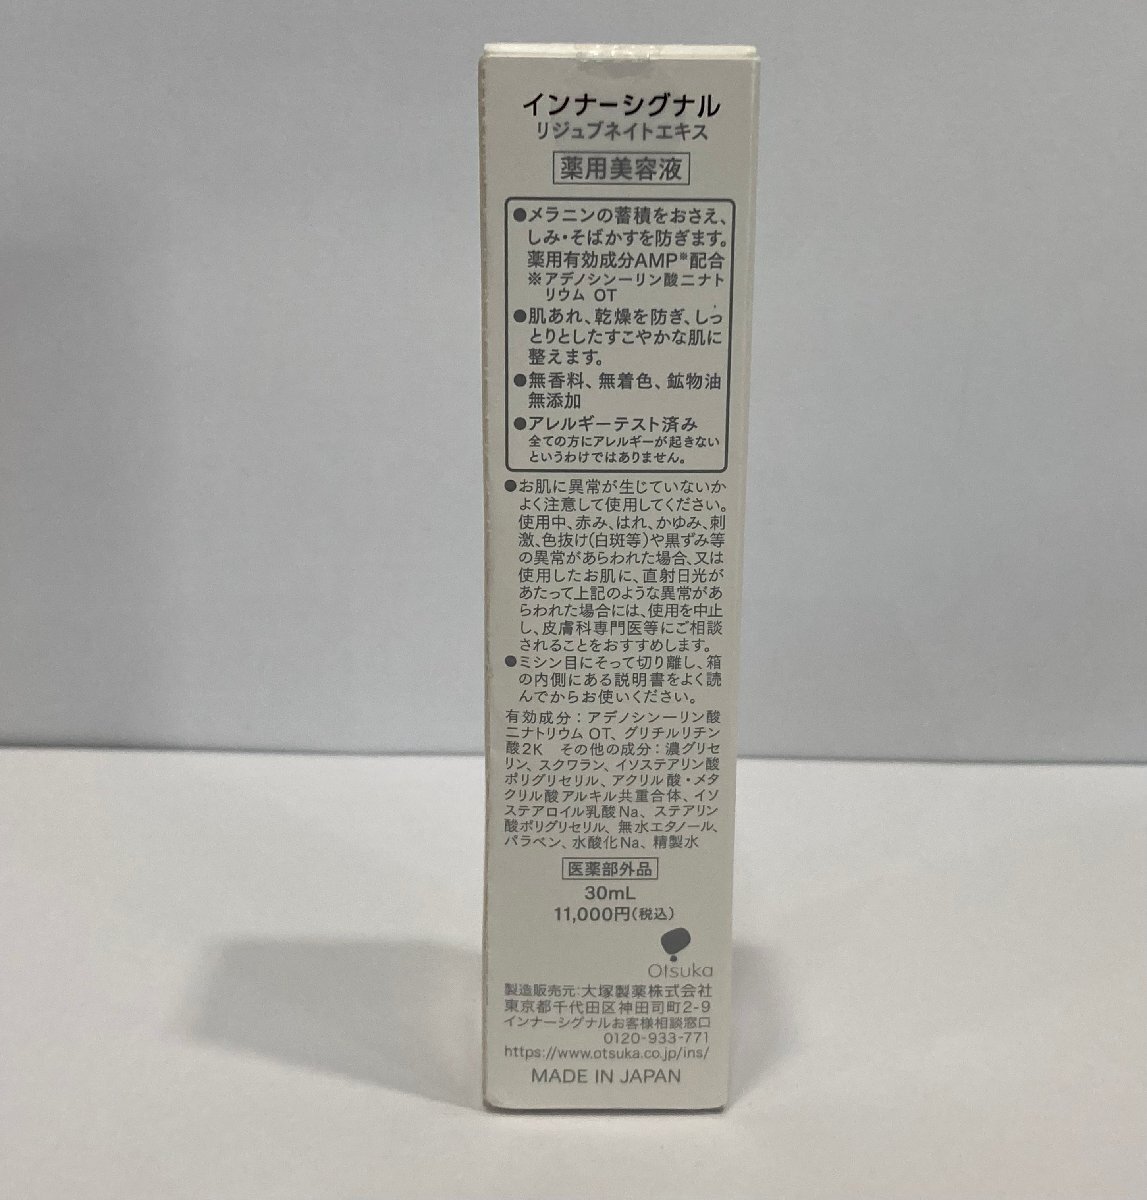 インナーシグナル
リジュブネイトエキス
薬用美容液
●メラニンの蓄積をおさえ、
しみ・そばかすを防ぎます。
薬用有効成分AMP※配合
※アデノシン一リン酸二ナト
リウム OT
●肌あれ、乾燥を防ぎ、しっ
とりとしたすこやかな肌に
整えます。
●無香料、無着色、鉱物油
無添加
●アレルギーテスト済み
全ての方にアレルギーが起きない
というわけではありません。
●お肌に異常が生じていないか
よく注意して使用してください。
使用中、赤み、はれ、かゆみ、刺
激、色抜け(白斑等)や黒ずみ等
の異常があらわれた場合、又は
使用したお肌に、直射日光が
あたって上記のような異常があ
らわれた場合には、使用を中止
し、皮膚科専門医等にご相談
されることをおすすめします。
●ミシン目にそって切り離し、箱
の内側にある説明書をよく読
んでからお使いください。
有効成分：アデノシン一リン酸
二ナトリウム OT、グリチルリチン
酸2K その他の成分：濃グリセ
リン、スクワラン、イソステアリン酸
ポリグリセリル、アクリル酸・メタ
クリル酸アルキル共重合体、イソ
ステアロイル乳酸Na、ステアリン
酸ポリグリセリル、無水エタノール、
パラベン、水酸化Na、精製水
医薬部外品
30mL
11,000円(税込)
Otsuka
製造販売元：大塚製薬株式会社
東京都千代田区神田司町2-9
インナーシグナルお客様相談窓口
0120-933-771
https://www.otsuka.co.jp/ins/
MADE IN JAPAN